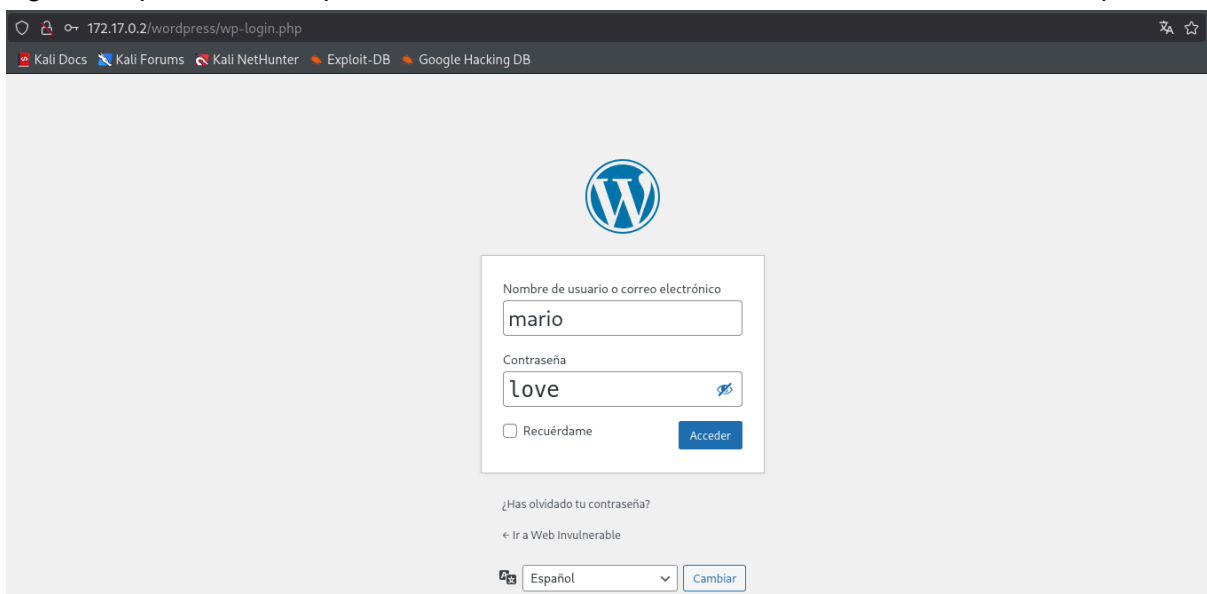 172.17.0.2/wordpress/wp-login.php
Kali Docs Kali Forums Kali NetHunter Exploit-DB Google Hacking DB
Nombre de usuario o correo electrónico
mario
Contraseña
love
Recuérdame Acceder
¿Has olvidado tu contraseña?
← Ir a Web Invulnerable
Español Cambiar